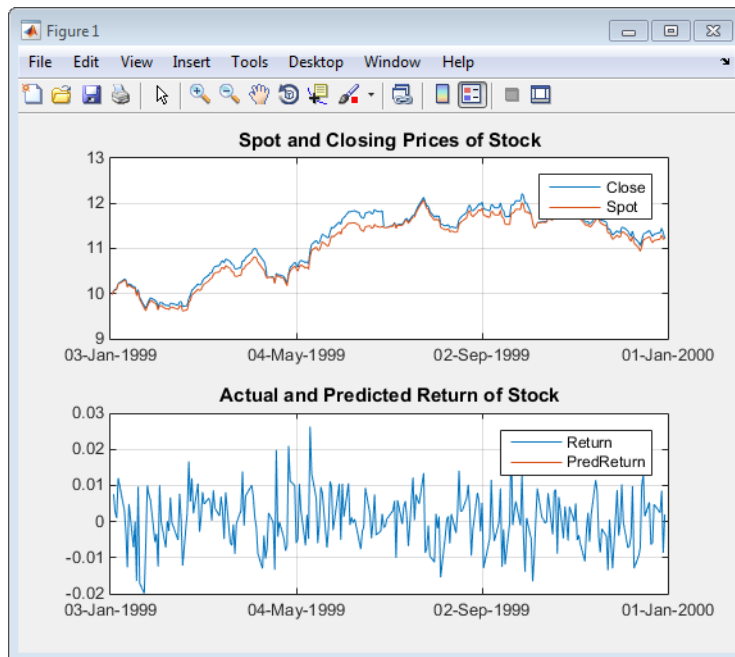 Figure 1
File Edit View Insert Tools Desktop Window Help
Spot and Closing Prices of Stock
13
12
11
10
9
Close
Spot
03-Jan-1999 04-May-1999 02-Sep-1999 01-Jan-2000
Actual and Predicted Return of Stock
0.03
0.02
0.01
0
-0.01
-0.02
Return
PredReturn
03-Jan-1999 04-May-1999 02-Sep-1999 01-Jan-2000